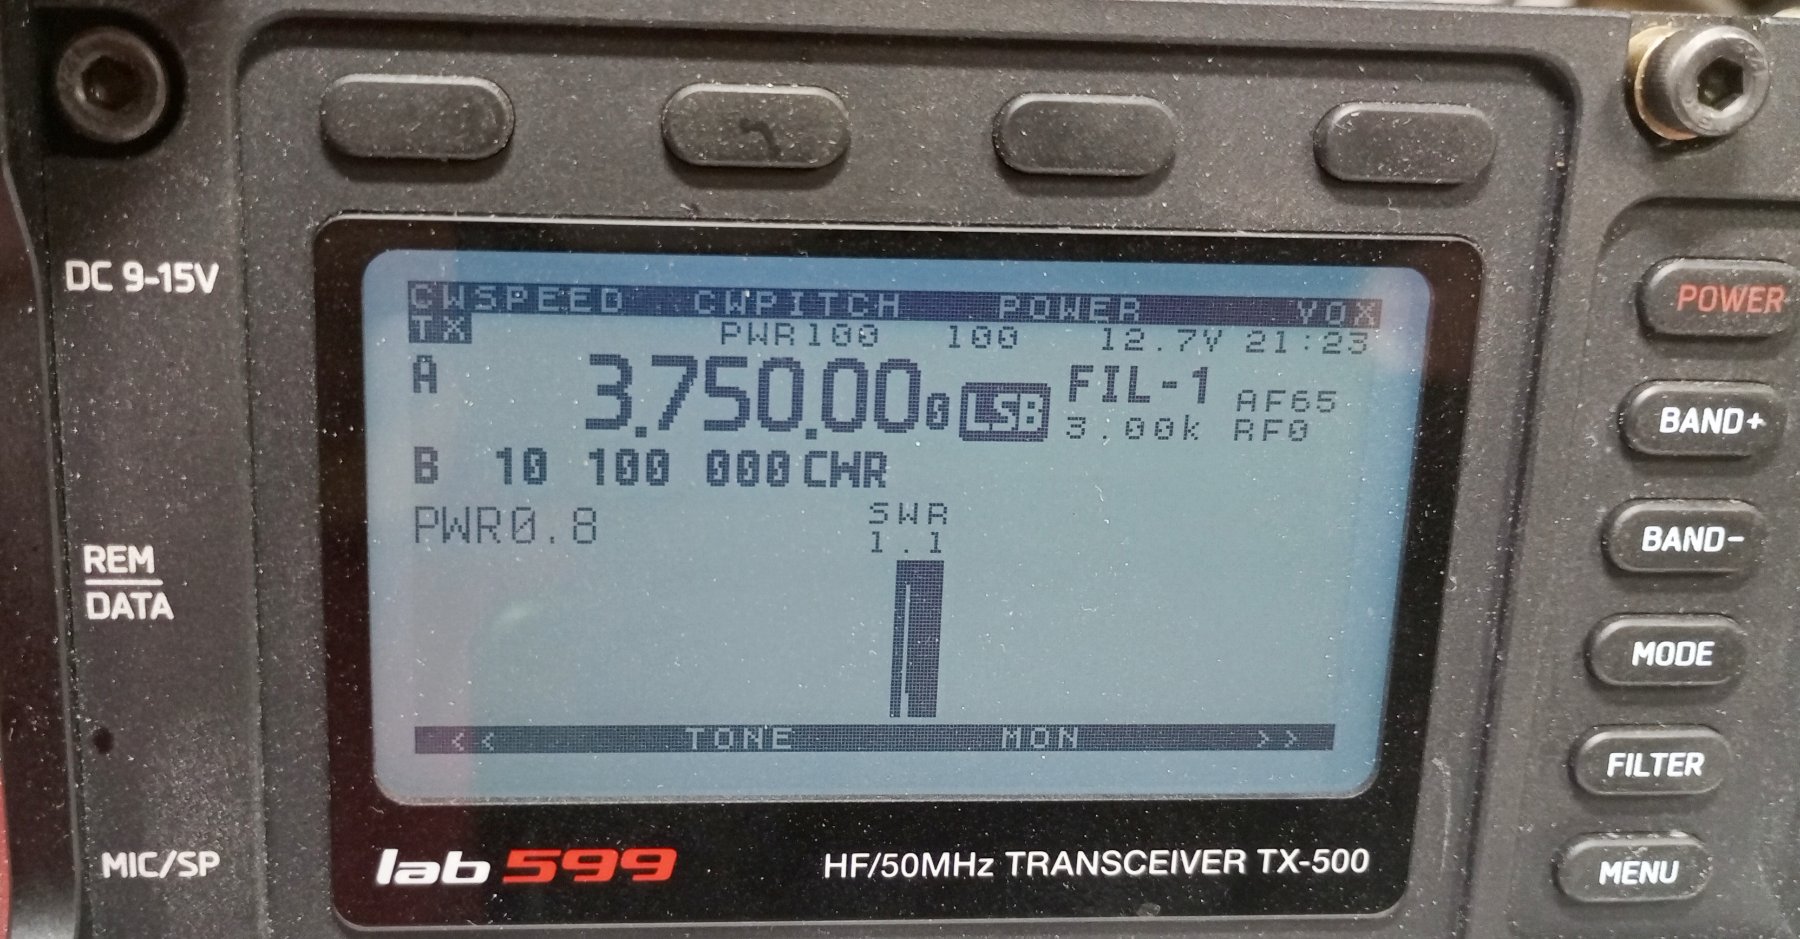 DC 9-15V
REM
DATA
MIC/SP
CWSPEED CWPITCH POWER VOX
TX PWR100 100 12.7V 21:23
A 3.750.000 LSB FIL-1 AF65
3.00k RF0
B 10 100 000 CWR
PWR0.8 SWR
1.1
<< TONE MON >>
lab 599 HF/50MHz TRANSCEIVER TX-500
POWER
BAND+
BAND-
MODE
FILTER
MENU